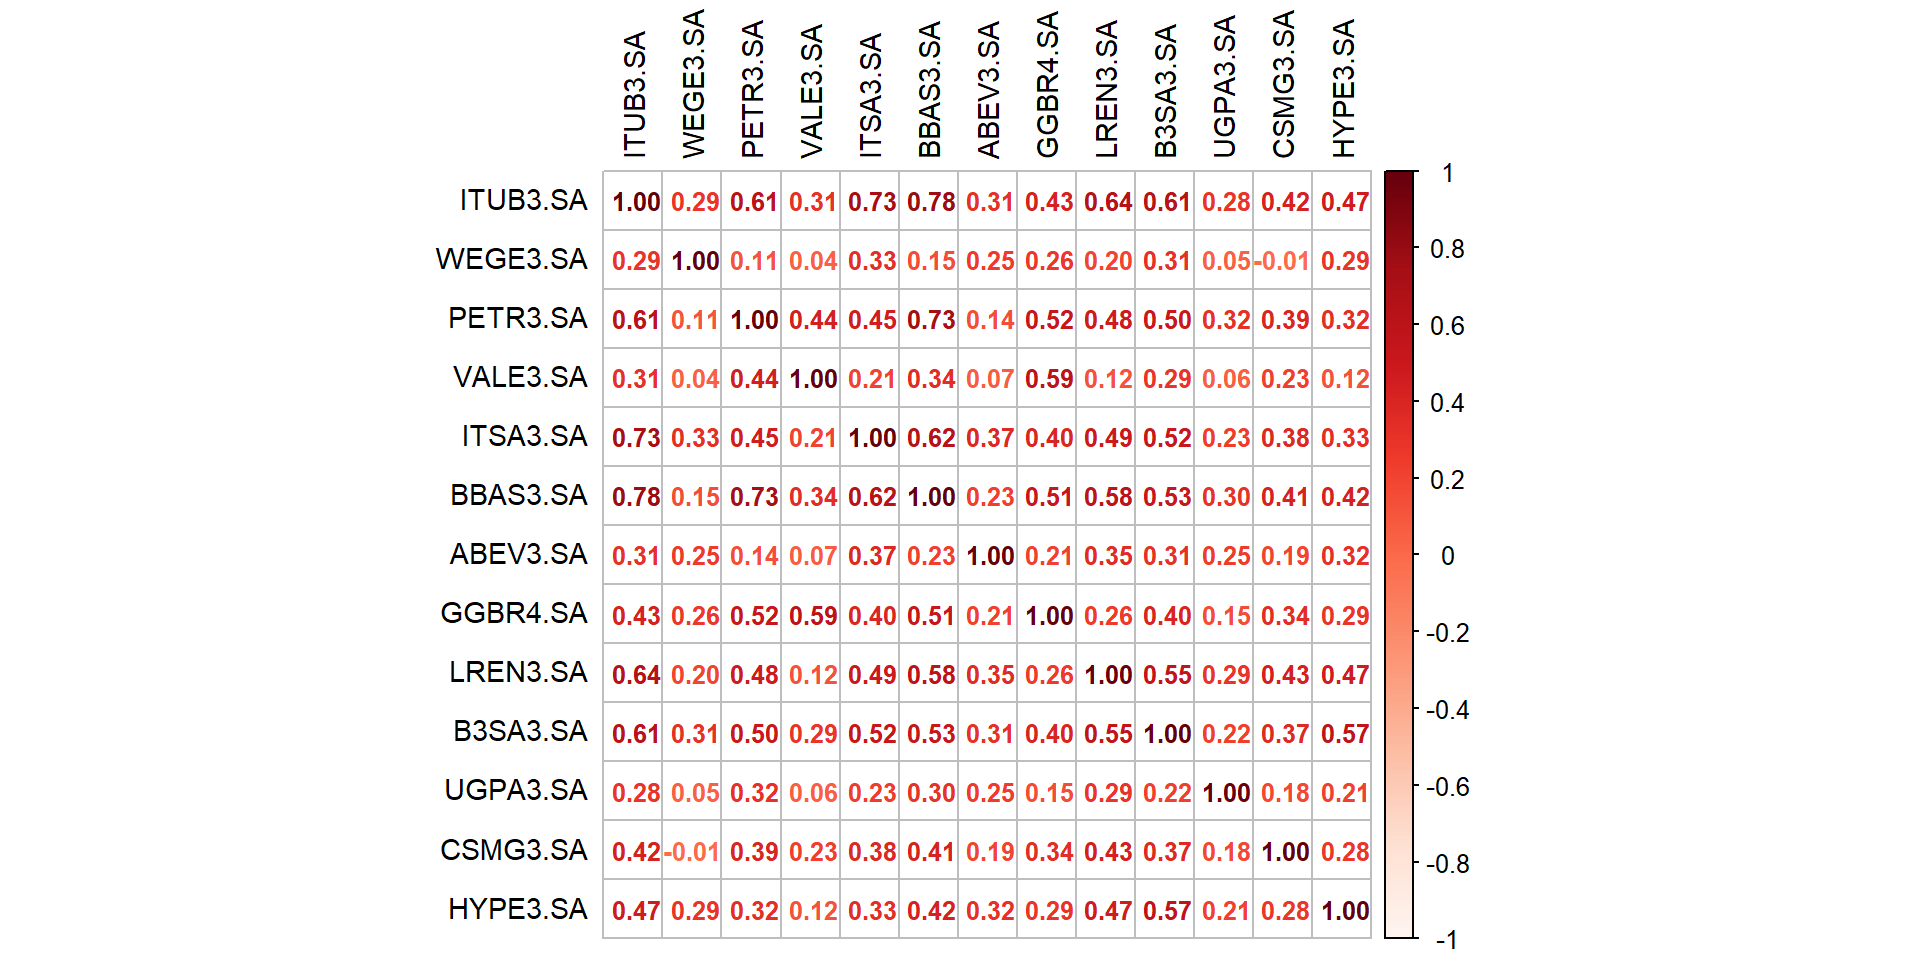 ITUB3.SA WEGE3.SA PETR3.SA VALE3.SA ITSA3.SA BBAS3.SA ABEV3.SA GGBR4.SA LREN3.SA B3SA3.SA UGPA3.SA CSMG3.SA HYPE3.SA
ITUB3.SA 1.00 0.29 0.61 0.31 0.73 0.78 0.31 0.43 0.64 0.61 0.28 0.42 0.47
WEGE3.SA 0.29 1.00 0.11 0.04 0.33 0.15 0.25 0.26 0.20 0.31 0.05 -0.01 0.29
PETR3.SA 0.61 0.11 1.00 0.44 0.45 0.73 0.14 0.52 0.48 0.50 0.32 0.39 0.32
VALE3.SA 0.31 0.04 0.44 1.00 0.21 0.34 0.07 0.59 0.12 0.29 0.06 0.23 0.12
ITSA3.SA 0.73 0.33 0.45 0.21 1.00 0.62 0.37 0.40 0.49 0.52 0.23 0.38 0.33
BBAS3.SA 0.78 0.15 0.73 0.34 0.62 1.00 0.23 0.51 0.58 0.53 0.30 0.41 0.42
ABEV3.SA 0.31 0.25 0.14 0.07 0.37 0.23 1.00 0.21 0.35 0.31 0.25 0.19 0.32
GGBR4.SA 0.43 0.26 0.52 0.59 0.40 0.51 0.21 1.00 0.26 0.40 0.15 0.34 0.29
LREN3.SA 0.64 0.20 0.48 0.12 0.49 0.58 0.35 0.26 1.00 0.55 0.29 0.43 0.47
B3SA3.SA 0.61 0.31 0.50 0.29 0.52 0.53 0.31 0.40 0.55 1.00 0.22 0.37 0.57
UGPA3.SA 0.28 0.05 0.32 0.06 0.23 0.30 0.25 0.15 0.29 0.22 1.00 0.18 0.21
CSMG3.SA 0.42 -0.01 0.39 0.23 0.38 0.41 0.19 0.34 0.43 0.37 0.18 1.00 0.28
HYPE3.SA 0.47 0.29 0.32 0.12 0.33 0.42 0.32 0.29 0.47 0.57 0.21 0.28 1.00
1
0.8
0.6
0.4
0.2
0
-0.2
-0.4
-0.6
-0.8
-1